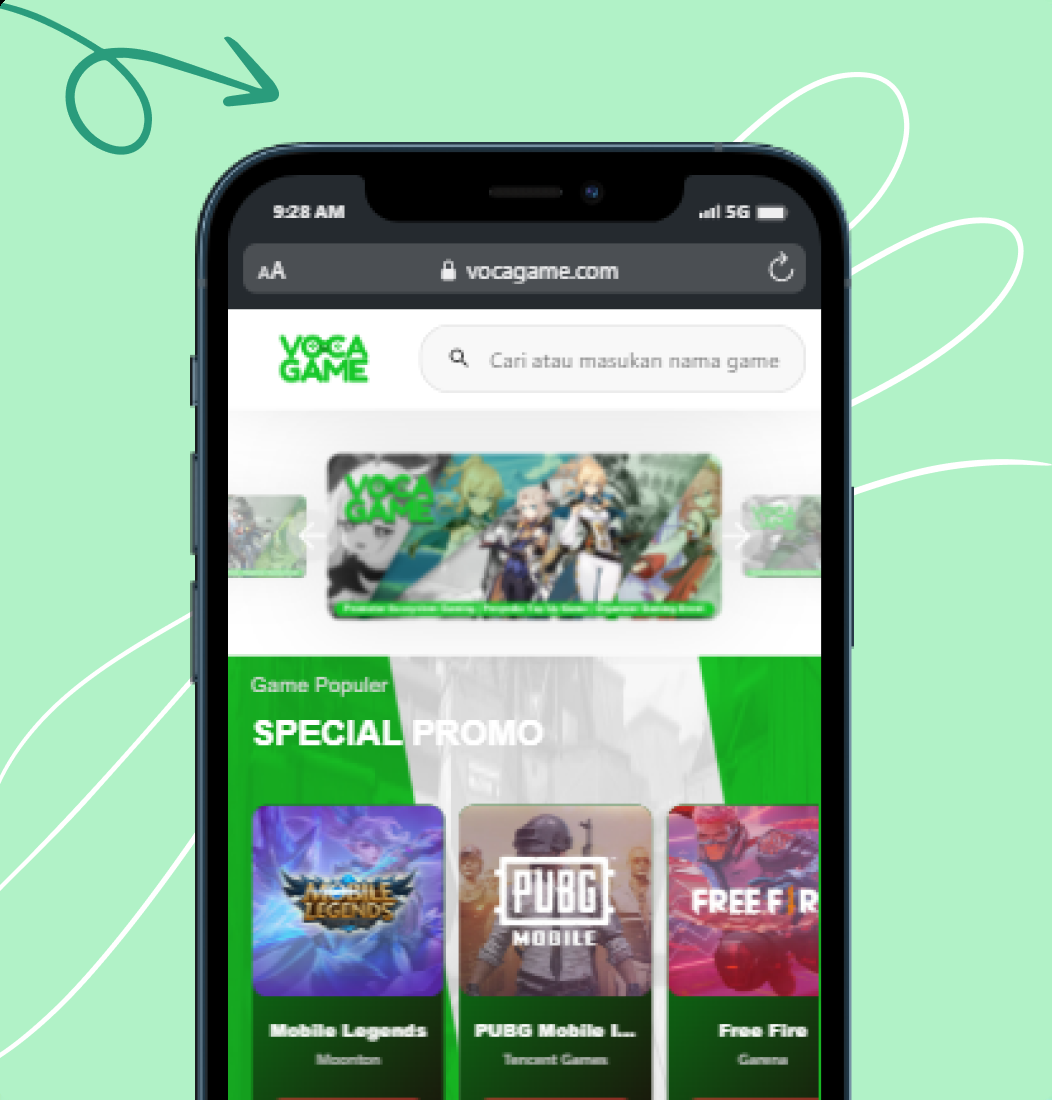 9:28 AM
5G
AA
vocagame.com
VOCA
GAME
Cari atau masukan nama game
VOCA
GAME
Game Populer
SPECIAL PROMO
MOBILE
LEGENDS
PUBG
MOBILE
FREE FIR
Mobile Legends
PUBG Mobile I...
Free Fire
Moonton
Tencent Games
Garena